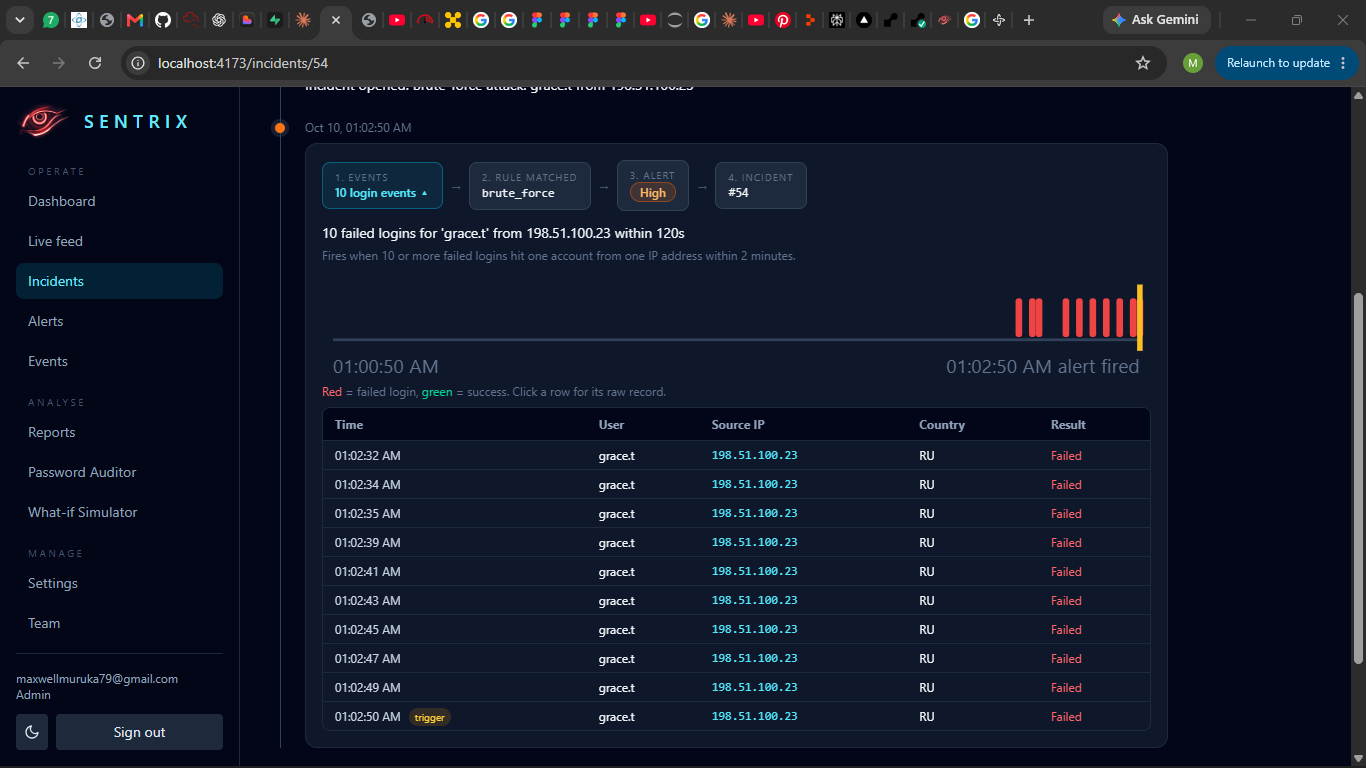 Ask Gemini
localhost:4173/incidents/54
M
Relaunch to update
SENTRIX
OPERATE
Dashboard
Live feed
Incidents
Alerts
Events
ANALYSE
Reports
Password Auditor
What-if Simulator
MANAGE
Settings
Team
maxwellmuruka79@gmail.com
Admin
Sign out
Incident opened: brute-force attack: grace.t from 198.51.100.23
Oct 10, 01:02:50 AM
1. EVENTS
10 login events ▲
→
2. RULE MATCHED
brute_force
→
3. ALERT
High
→
4. INCIDENT
#54
10 failed logins for 'grace.t' from 198.51.100.23 within 120s
Fires when 10 or more failed logins hit one account from one IP address within 2 minutes.
01:00:50 AM 01:02:50 AM alert fired
Red = failed login, green = success. Click a row for its raw record.
Time User Source IP Country Result
01:02:32 AM grace.t 198.51.100.23 RU Failed
01:02:34 AM grace.t 198.51.100.23 RU Failed
01:02:35 AM grace.t 198.51.100.23 RU Failed
01:02:39 AM grace.t 198.51.100.23 RU Failed
01:02:41 AM grace.t 198.51.100.23 RU Failed
01:02:43 AM grace.t 198.51.100.23 RU Failed
01:02:45 AM grace.t 198.51.100.23 RU Failed
01:02:47 AM grace.t 198.51.100.23 RU Failed
01:02:49 AM grace.t 198.51.100.23 RU Failed
01:02:50 AM trigger grace.t 198.51.100.23 RU Failed